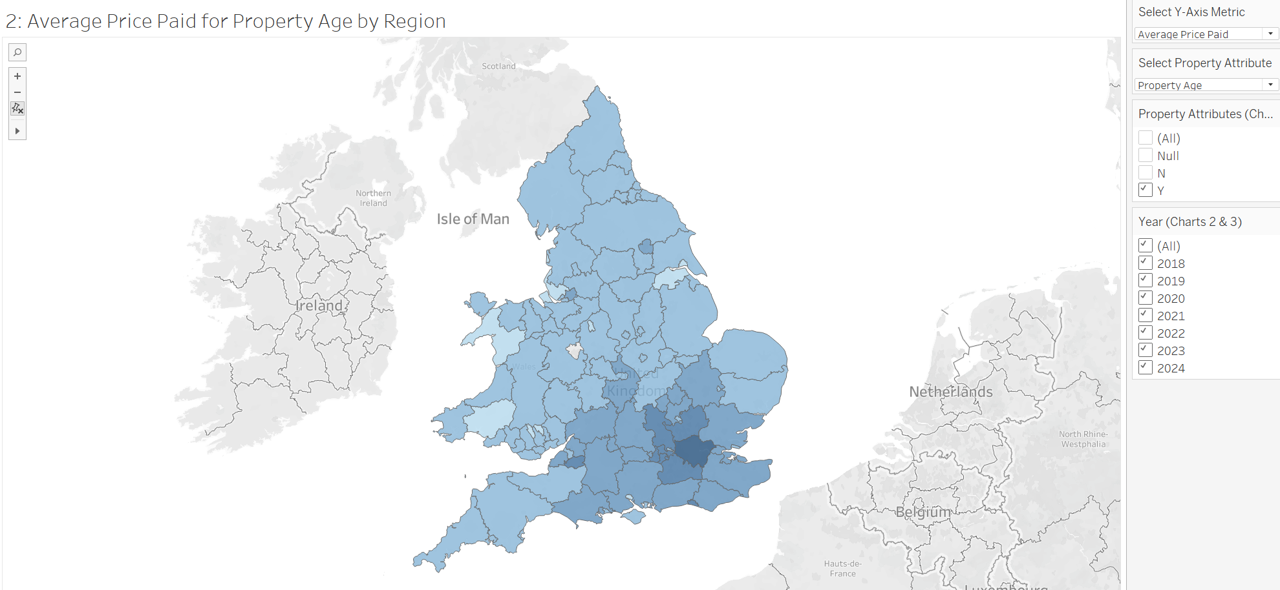 2: Average Price Paid for Property Age by Region
Scotland
Northern
Ireland
Isle of Man
Ireland
United
Kingdom
Netherlands
North Rhine-
Westphalia
Belgium
Hauts-de-
France
Luxembourg
Select Y-Axis Metric
Average Price Paid
Select Property Attribute
Property Age
Property Attributes (Ch...
(All)
Null
N
Y
Year (Charts 2 & 3)
(All)
2018
2019
2020
2021
2022
2023
2024